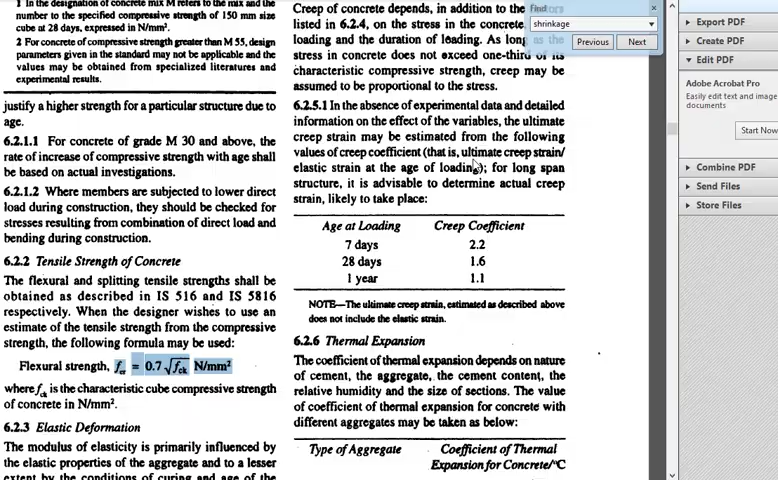 1 In the designation of concrete mix M refers to the mix and the
number to the specified compressive strength of 150 mm size
cube at 28 days, expressed in N/mm².
2 For concrete of compressive strength greater than M 55, design
parameters given in the standard may not be applicable and the
values may be obtained from specialized literatures and
experimental results.
justify a higher strength for a particular structure due to
age.
6.2.1.1 For concrete of grade M 30 and above, the
rate of increase of compressive strength with age shall
be based on actual investigations.
6.2.1.2 Where members are subjected to lower direct
load during construction, they should be checked for
stresses resulting from combination of direct load and
bending during construction.
6.2.2 Tensile Strength of Concrete
The flexural and splitting tensile strengths shall be
obtained as described in IS 516 and IS 5816
respectively. When the designer wishes to use an
estimate of the tensile strength from the compressive
strength, the following formula may be used:
Flexural strength, f_cr = 0.7 √f_ck N/mm²
where f_ck is the characteristic cube compressive strength
of concrete in N/mm².
6.2.3 Elastic Deformation
The modulus of elasticity is primarily influenced by
the elastic properties of the aggregate and to a lesser
extent by the conditions of curing and age of the
Creep of concrete depends, in addition to the
listed in 6.2.4, on the stress in the concrete,
loading and the duration of loading. As long as the
stress in concrete does not exceed one-third of its
characteristic compressive strength, creep may be
assumed to be proportional to the stress.
6.2.5.1 In the absence of experimental data and detailed
information on the effect of the variables, the ultimate
creep strain may be estimated from the following
values of creep coefficient (that is, ultimate creep strain/
elastic strain at the age of loading); for long span
structure, it is advisable to determine actual creep
strain, likely to take place:
Age at Loading Creep Coefficient
7 days 2.2
28 days 1.6
1 year 1.1
NOTE—The ultimate creep strain, estimated as described above
does not include the elastic strain.
6.2.6 Thermal Expansion
The coefficient of thermal expansion depends on nature
of cement, the aggregate, the cement content, the
relative humidity and the size of sections. The value
of coefficient of thermal expansion for concrete with
different aggregates may be taken as below:
Type of Aggregate Coefficient of Thermal
Expansion for Concrete/°C
Find
shrinkage
Previous Next
Export PDF
Create PDF
Edit PDF
Adobe Acrobat Pro
Easily edit text and image
documents
Start Now
Combine PDF
Send Files
Store Files